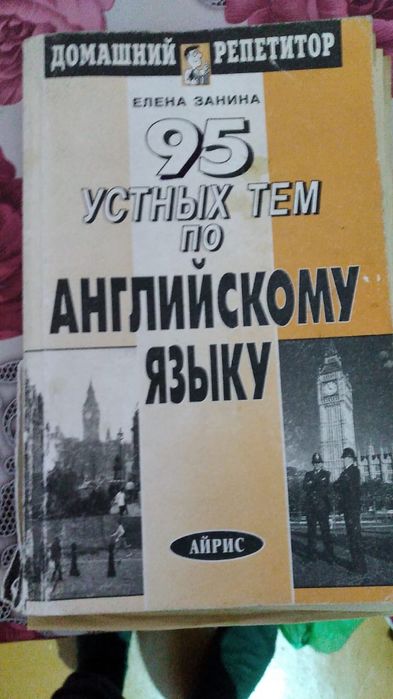 ДОМАШНИЙ РЕПЕТИТОР
ЕЛЕНА ЗАНИНА
95
УСТНЫХ ТЕМ
ПО
АНГЛИЙСКОМУ
ЯЗЫКУ
АЙРИС